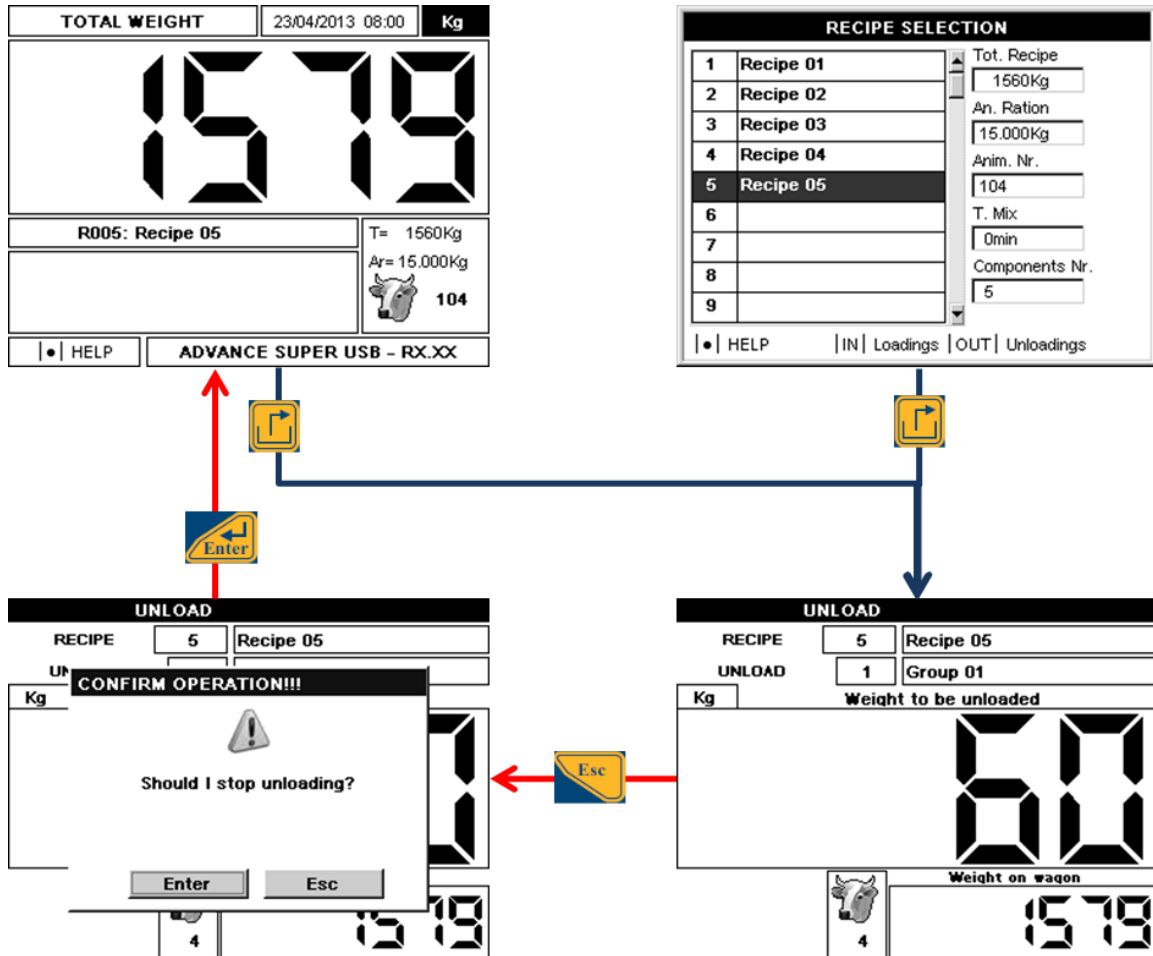 TOTAL WEIGHT 23/04/2013 08:00 Kg
1579
R005: Recipe 05 T= 1560Kg
Ar= 15.000Kg
104
|●| HELP ADVANCE SUPER USB - RX.XX
RECIPE SELECTION
1 Recipe 01
2 Recipe 02
3 Recipe 03
4 Recipe 04
5 Recipe 05
6
7
8
9
Tot. Recipe
1560Kg
An. Ration
15.000Kg
Anim. Nr.
104
T. Mix
0min
Components Nr.
5
|●| HELP |IN| Loadings |OUT| Unloadings
Enter
UNLOAD
RECIPE 5 Recipe 05
UN
Kg
CONFIRM OPERATION!!!
Should I stop unloading?
Enter Esc
4 1579
Esc
UNLOAD
RECIPE 5 Recipe 05
UNLOAD 1 Group 01
Kg Weight to be unloaded
60
Weight on wagon
4 1579